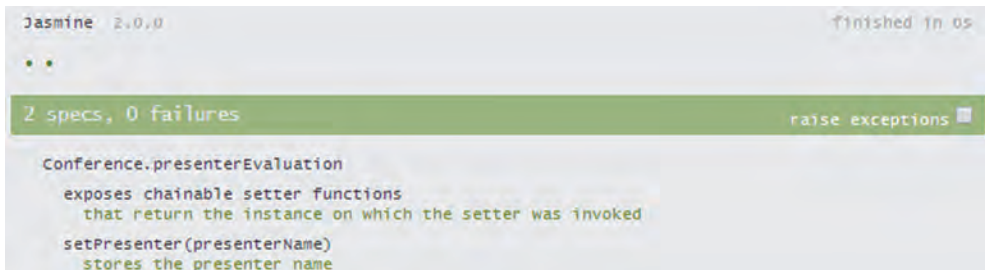 Jasmine 2.0.0 finished in 0s
2 specs, 0 failures raise exceptions
Conference.presenterEvaluation
exposes chainable setter functions
that return the instance on which the setter was invoked
setPresenter(presenterName)
stores the presenter name